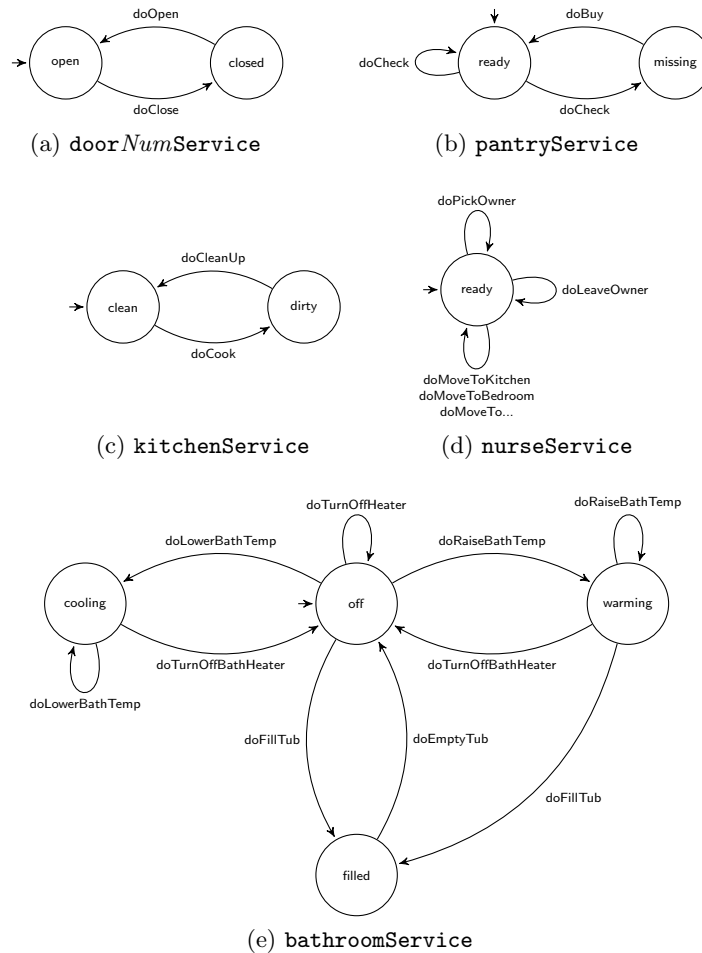 doOpen
open
closed
doClose
(a) doorNumService
doBuy
doCheck
ready
missing
doCheck
(b) pantryService
doCleanUp
clean
dirty
doCook
(c) kitchenService
doPickOwner
ready
doLeaveOwner
doMoveToKitchen
doMoveToBedroom
doMoveTo...
(d) nurseService
doTurnOffHeater
doRaiseBathTemp
doLowerBathTemp
doRaiseBathTemp
cooling
off
warming
doTurnOffBathHeater
doTurnOffBathHeater
doLowerBathTemp
doFillTub
doEmptyTub
doFillTub
filled
(e) bathroomService